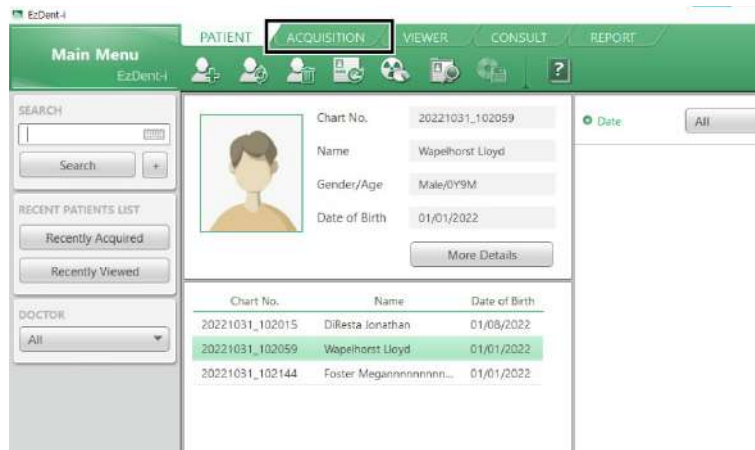 EzDent-i
Main Menu
EzDent-i
PATIENT ACQUISITION VIEWER CONSULT REPORT
?
SEARCH
Search +
RECENT PATIENTS LIST
Recently Acquired
Recently Viewed
DOCTOR
All
Chart No. 20221031_102059
Name Wapelhorst Lloyd
Gender/Age Male/0Y9M
Date of Birth 01/01/2022
More Details
Date All
Chart No. Name Date of Birth
20221031_102015 DiResta Jonathan 01/08/2022
20221031_102059 Wapelhorst Lloyd 01/01/2022
20221031_102144 Foster Megannnnnnnnn... 01/01/2022